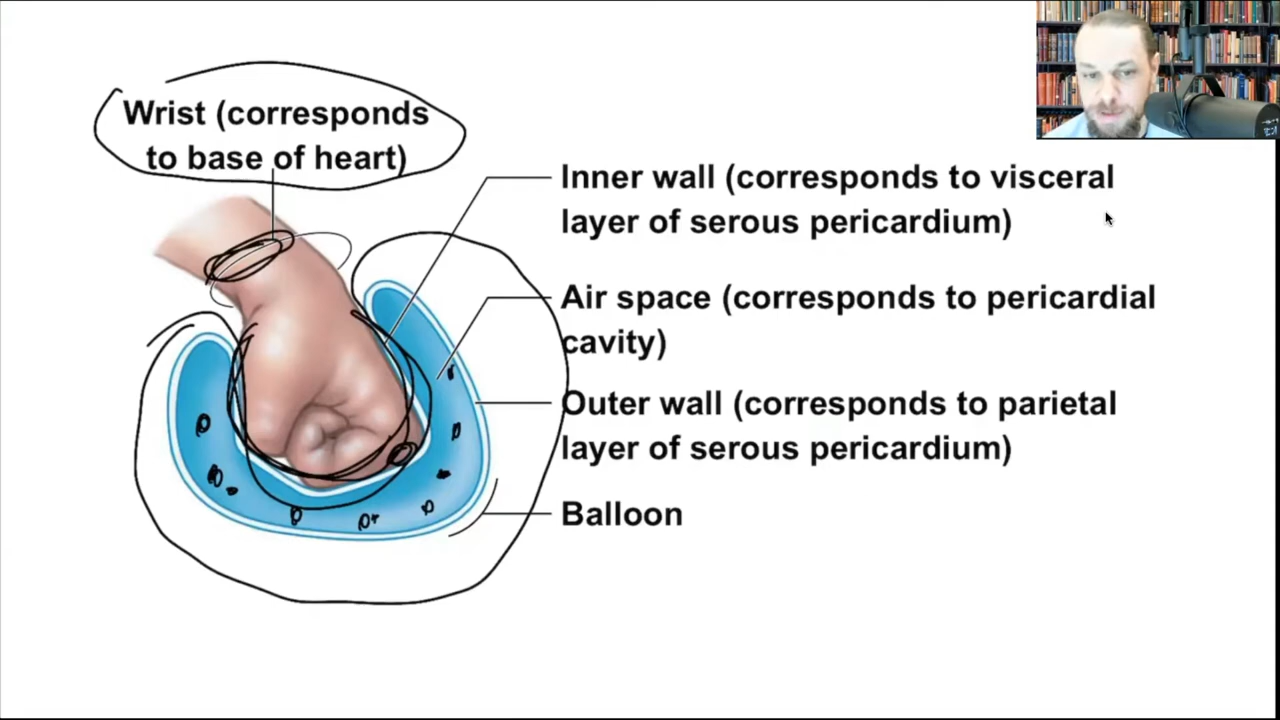 Wrist (corresponds
to base of heart)
Inner wall (corresponds to visceral
layer of serous pericardium)
Air space (corresponds to pericardial
cavity)
Outer wall (corresponds to parietal
layer of serous pericardium)
Balloon